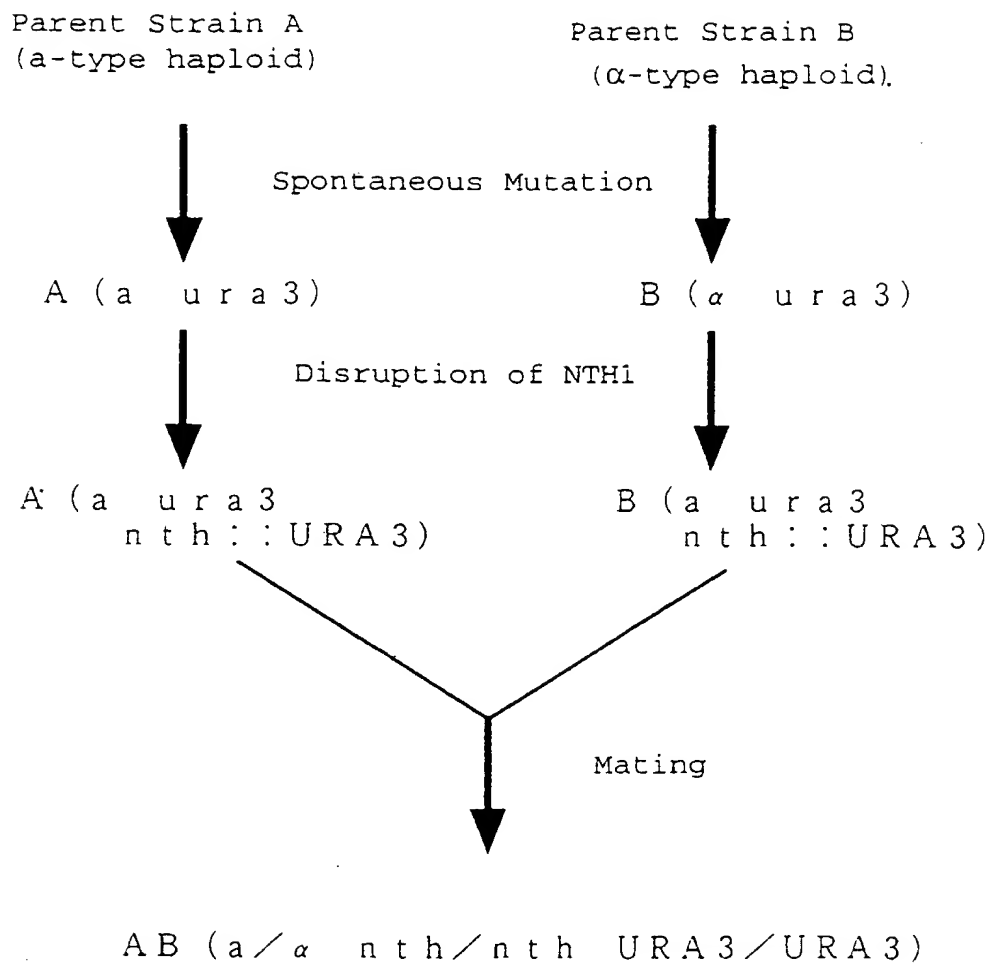 Parent Strain A
(a-type haploid)
Parent Strain B
(α-type haploid).
Spontaneous Mutation
A (a ura3)
B (α ura3)
Disruption of NTH1
A (a ura3
nth::URA3)
B (a ura3
nth::URA3)
Mating
AB (a/α nth/nth URA3/URA3)